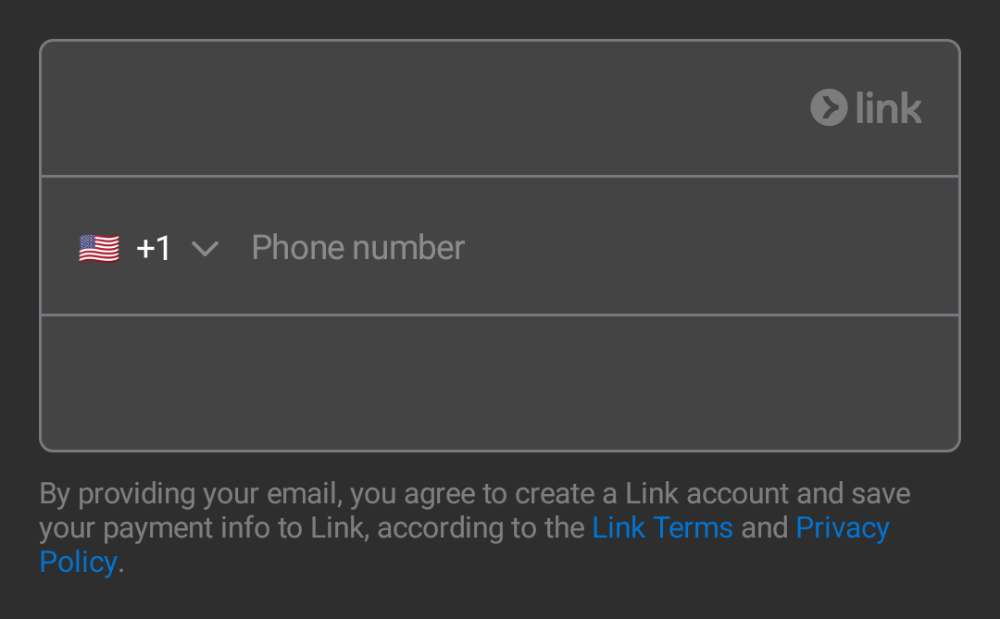 link
+1 Phone number
By providing your email, you agree to create a Link account and save
your payment info to Link, according to the Link Terms and Privacy
Policy.